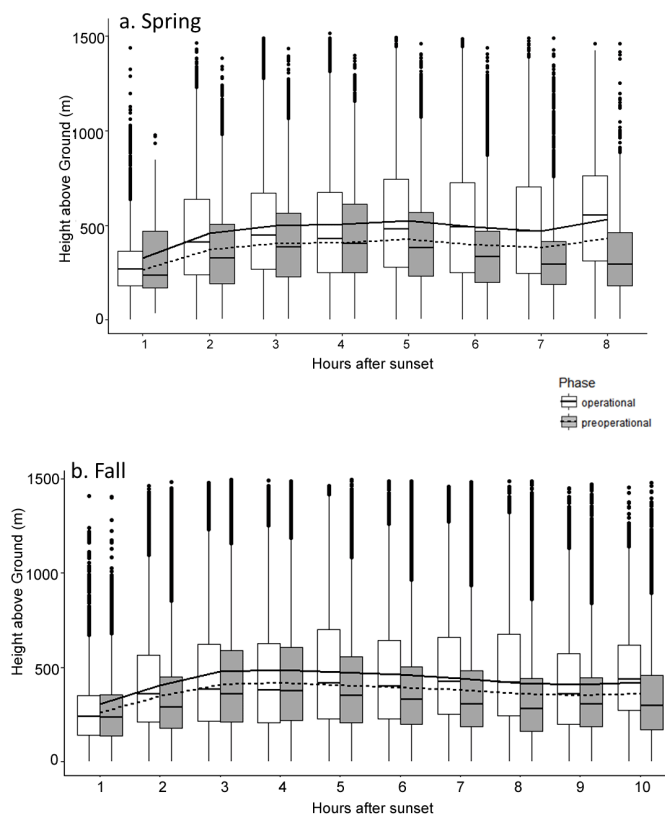 a. Spring
1500
1000
500
0
Height above Ground (m)
1 2 3 4 5 6 7 8
Hours after sunset
Phase
operational
preoperational
b. Fall
1500
1000
500
0
Height above Ground (m)
1 2 3 4 5 6 7 8 9 10
Hours after sunset